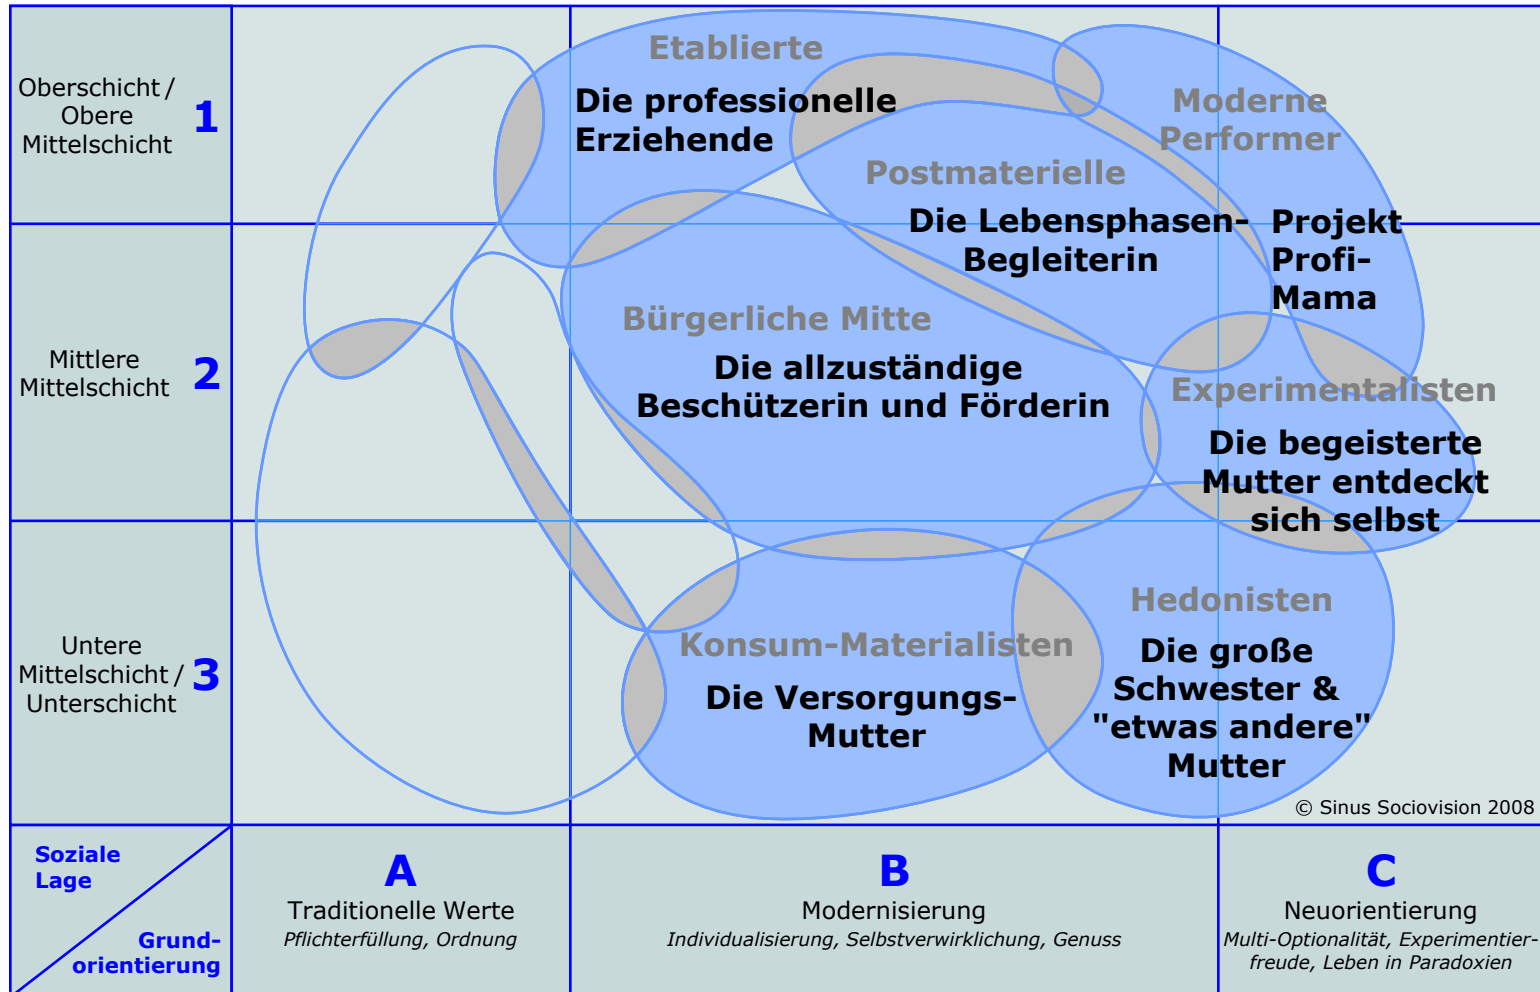 Oberschicht /
Obere
Mittelschicht
1
Etablierte
Die professionelle
Erziehende
Moderne
Performer
Postmaterielle
Die Lebensphasen-
Begleiterin
Projekt
Profi-
Mama
Mittlere
Mittelschicht
2
Bürgerliche Mitte
Die allzuständige
Beschützerin und Förderin
Experimentalisten
Die begeisterte
Mutter entdeckt
sich selbst
Untere
Mittelschicht /
Unterschicht
3
Konsum-Materialisten
Die Versorgungs-
Mutter
Hedonisten
Die große
Schwester &
"etwas andere"
Mutter
© Sinus Sociovision 2008
Soziale
Lage
Grund-
orientierung
A
Traditionelle Werte
Pflichterfüllung, Ordnung
B
Modernisierung
Individualisierung, Selbstverwirklichung, Genuss
C
Neuorientierung
Multi-Optionalität, Experimentier-
freude, Leben in Paradoxien